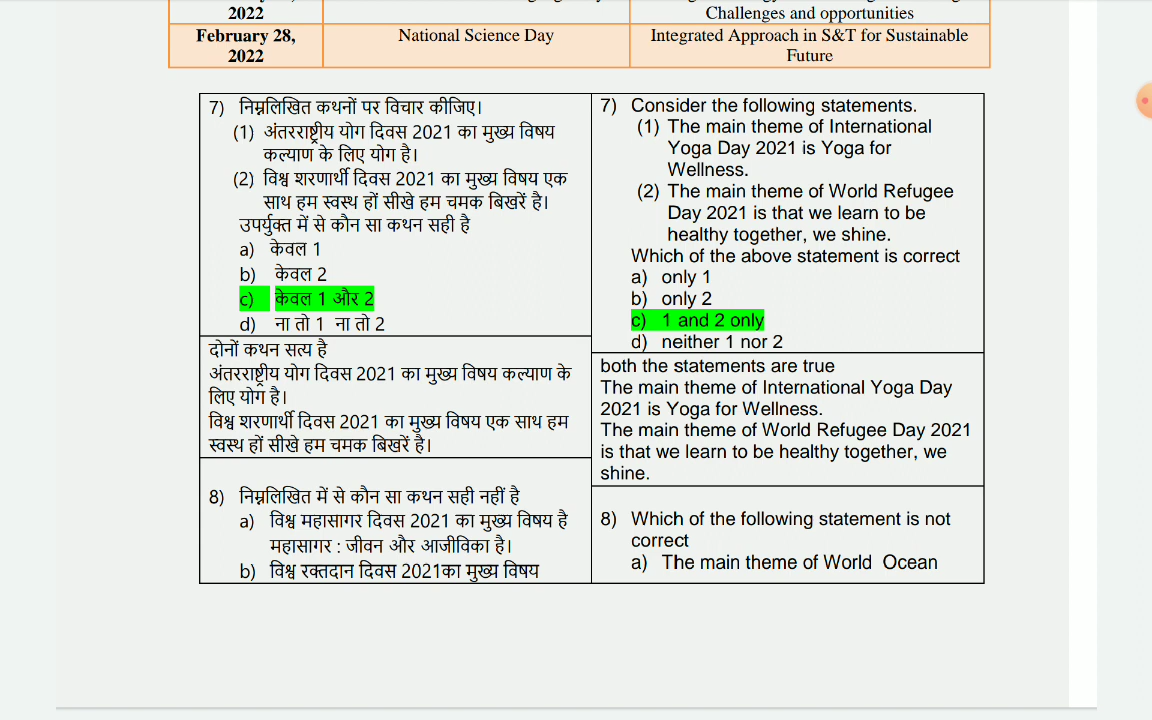 2022
Challenges and opportunities
February 28,
2022
National Science Day
Integrated Approach in S&T for Sustainable
Future
7) निम्नलिखित कथनों पर विचार कीजिए।
(1) अंतरराष्ट्रीय योग दिवस 2021 का मुख्य विषय
कल्याण के लिए योग है।
(2) विश्व शरणार्थी दिवस 2021 का मुख्य विषय एक
साथ हम स्वस्थ हों सीखे हम चमक बिखरें है।
उपर्युक्त में से कौन सा कथन सही है
a) केवल 1
b) केवल 2
c) केवल 1 और 2
d) ना तो 1 ना तो 2
दोनों कथन सत्य है
अंतरराष्ट्रीय योग दिवस 2021 का मुख्य विषय कल्याण के
लिए योग है।
विश्व शरणार्थी दिवस 2021 का मुख्य विषय एक साथ हम
स्वस्थ हों सीखे हम चमक बिखरें है।
8) निम्नलिखित में से कौन सा कथन सही नहीं है
a) विश्व महासागर दिवस 2021 का मुख्य विषय है
महासागर : जीवन और आजीविका है।
b) विश्व रक्तदान दिवस 2021का मुख्य विषय
7) Consider the following statements.
(1) The main theme of International
Yoga Day 2021 is Yoga for
Wellness.
(2) The main theme of World Refugee
Day 2021 is that we learn to be
healthy together, we shine.
Which of the above statement is correct
a) only 1
b) only 2
c) 1 and 2 only
d) neither 1 nor 2
both the statements are true
The main theme of International Yoga Day
2021 is Yoga for Wellness.
The main theme of World Refugee Day 2021
is that we learn to be healthy together, we
shine.
8) Which of the following statement is not
correct
a) The main theme of World Ocean